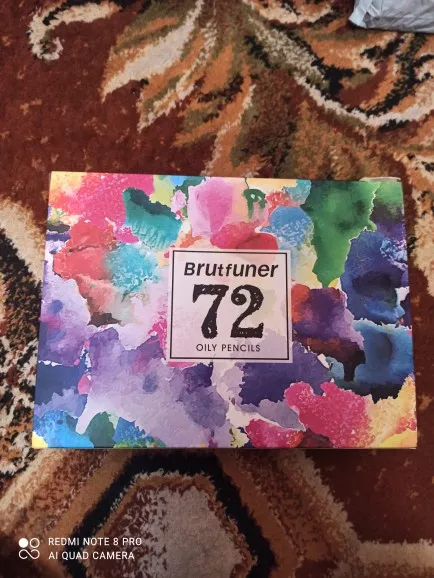 Brutfuner
72
OILY PENCILS
REDMI NOTE 8 PRO
AI QUAD CAMERA